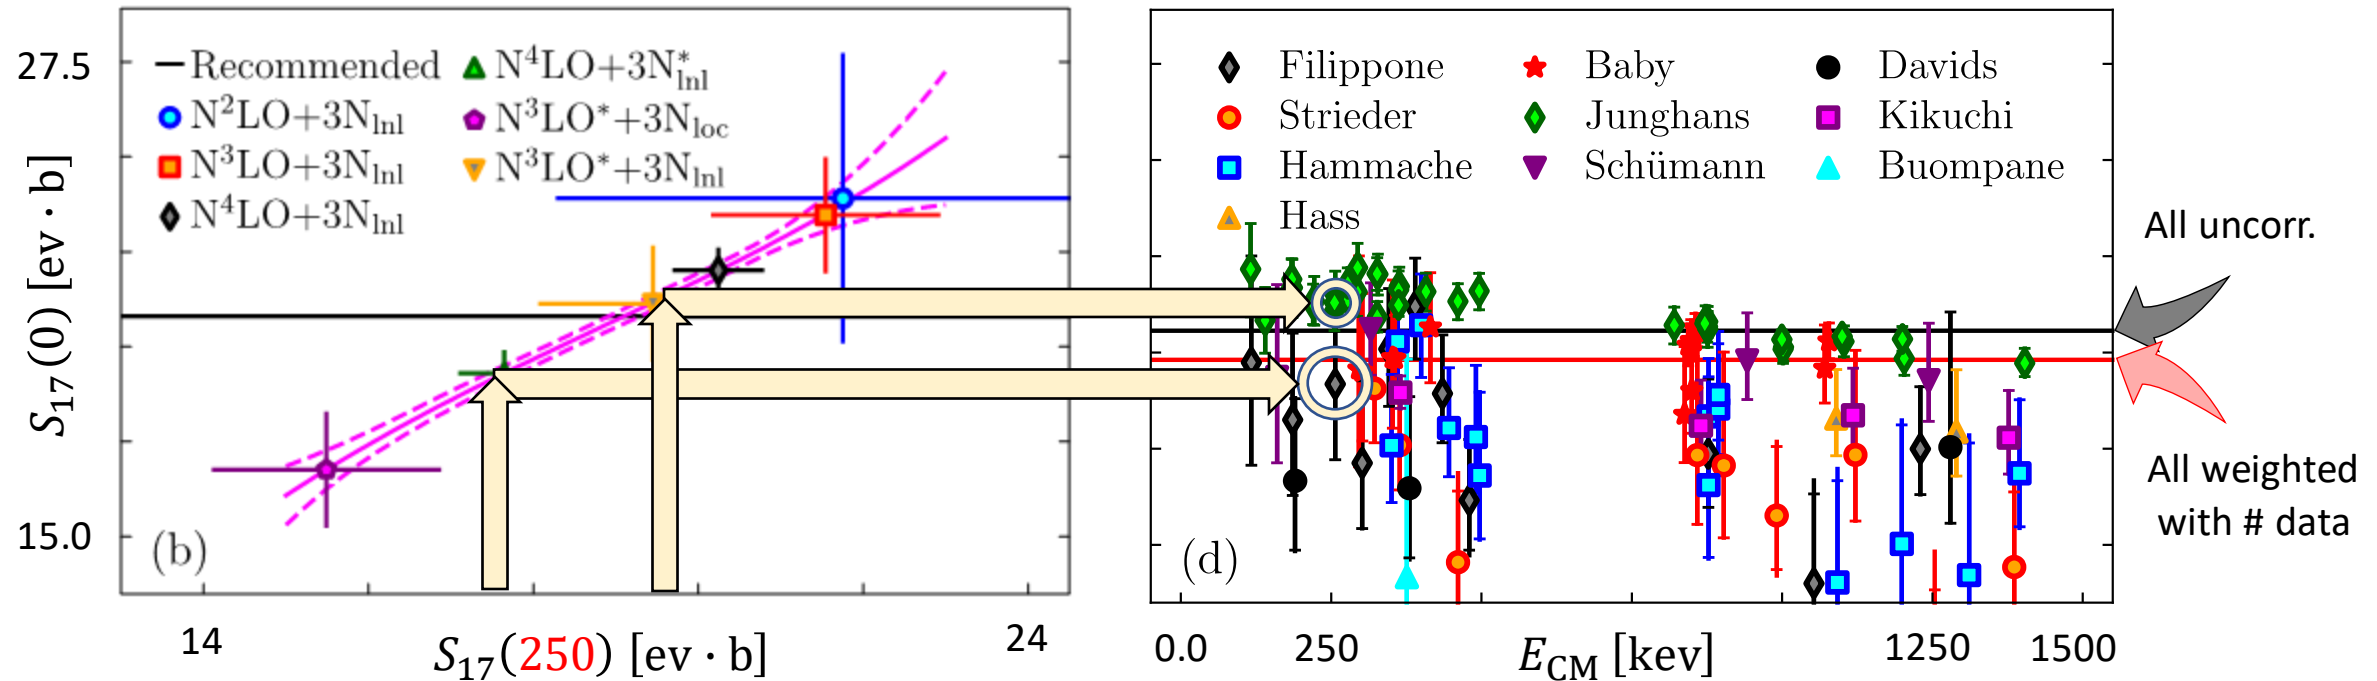 27.5
15.0
S₁₇(0) [ev · b]
Recommended
N²LO+3Nₗₙₗ
N³LO+3Nₗₙₗ
N⁴LO+3Nₗₙₗ
N⁴LO+3N*ₗₙₗ
N³LO*+3Nₗₒc
N³LO*+3Nₗₙₗ
(b)
14
24
S₁₇(250) [ev · b]
Filippone
Strieder
Hammache
Hass
Baby
Junghans
Schümann
Davids
Kikuchi
Buompane
(d)
0.0
250
1250
1500
E_CM [kev]
All uncorr.
All weighted
with # data